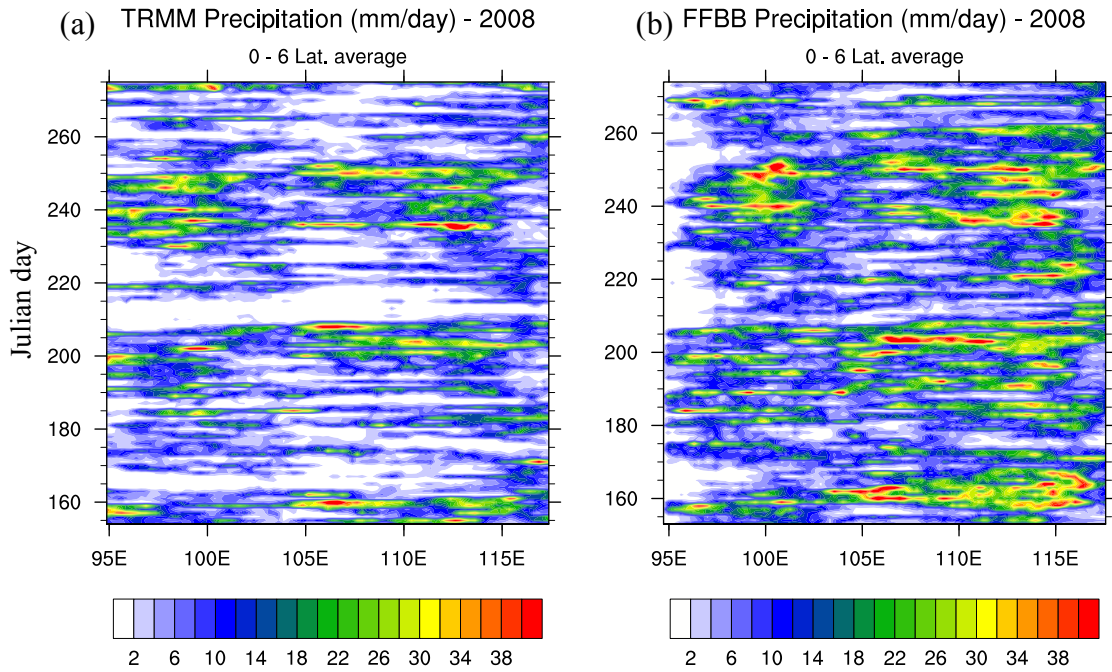 (a) TRMM Precipitation (mm/day) - 2008
0 - 6 Lat. average
Julian day
260
240
220
200
180
160
95E 100E 105E 110E 115E
2 6 10 14 18 22 26 30 34 38
(b) FFBB Precipitation (mm/day) - 2008
0 - 6 Lat. average
260
240
220
200
180
160
95E 100E 105E 110E 115E
2 6 10 14 18 22 26 30 34 38